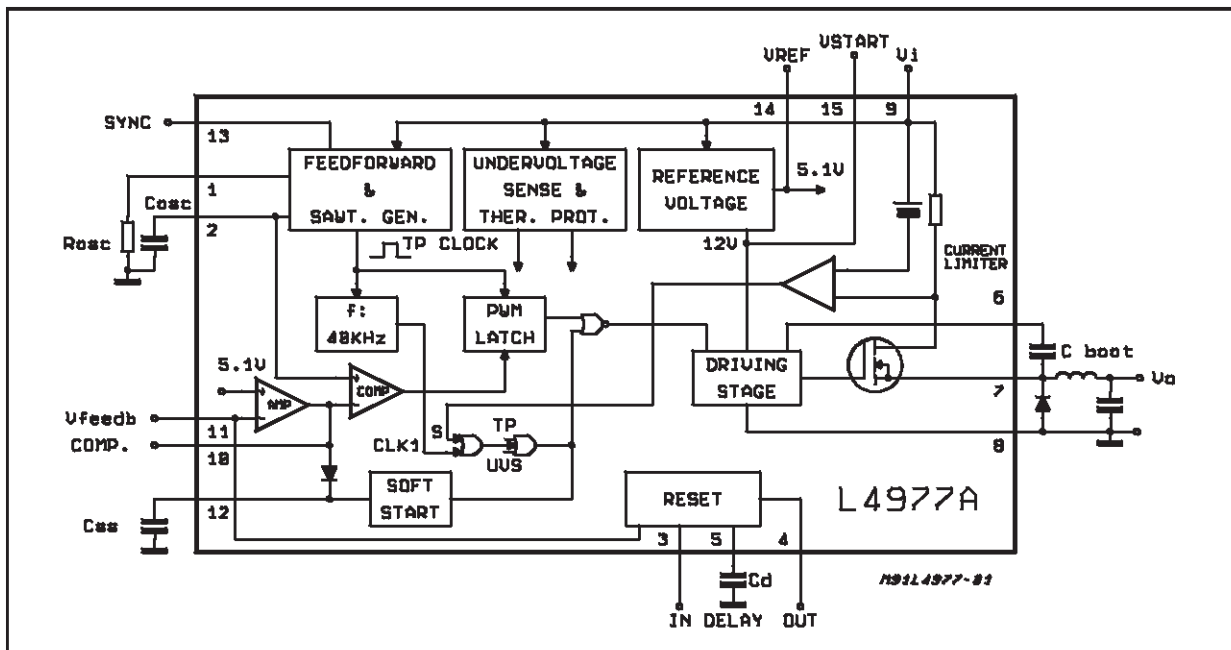 VSTART
VREF
Vi
14
15
9
SYNC
13
FEEDFORWARD
&
SAWT. GEN.
UNDERVOLTAGE
SENSE &
THER. PROT.
REFERENCE
VOLTAGE
5.1V
1
Cosc
2
Rosc
TP CLOCK
12V
CURRENT
LIMITER
6
f:
40KHz
PWM
LATCH
5.1V
DRIVING
STAGE
C boot
AMP
COMP
7
Vo
Vfeedb
11
S
TP
COMP.
10
CLK1
UVS
8
SOFT
START
RESET
L4977A
Css
12
3
5
4
Cd
M91L4977-01
IN
DELAY
OUT